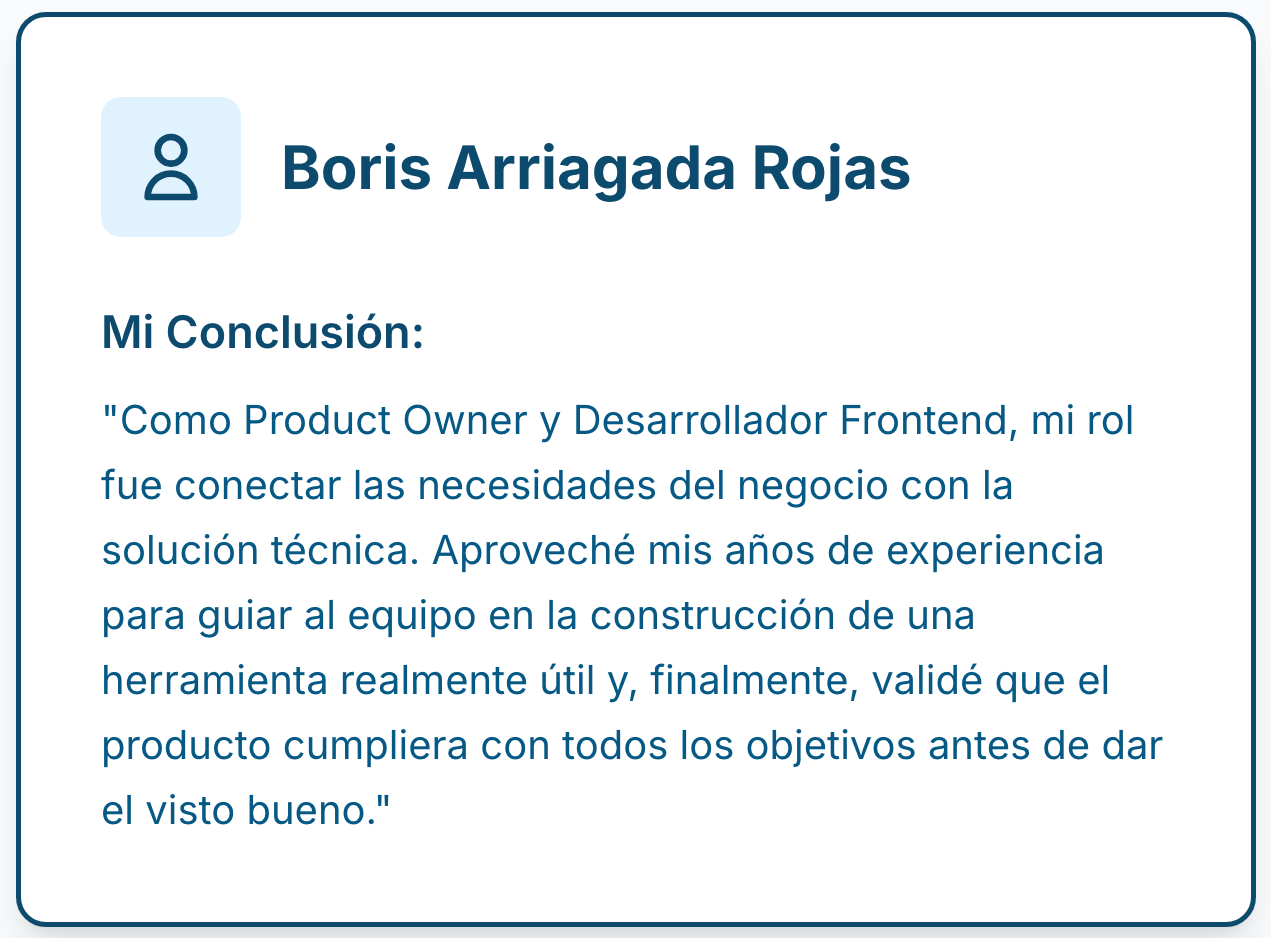 Boris Arriagada Rojas
Mi Conclusión:
"Como Product Owner y Desarrollador Frontend, mi rol
fue conectar las necesidades del negocio con la
solución técnica. Aproveché mis años de experiencia
para guiar al equipo en la construcción de una
herramienta realmente útil y, finalmente, validé que el
producto cumpliera con todos los objetivos antes de dar
el visto bueno."